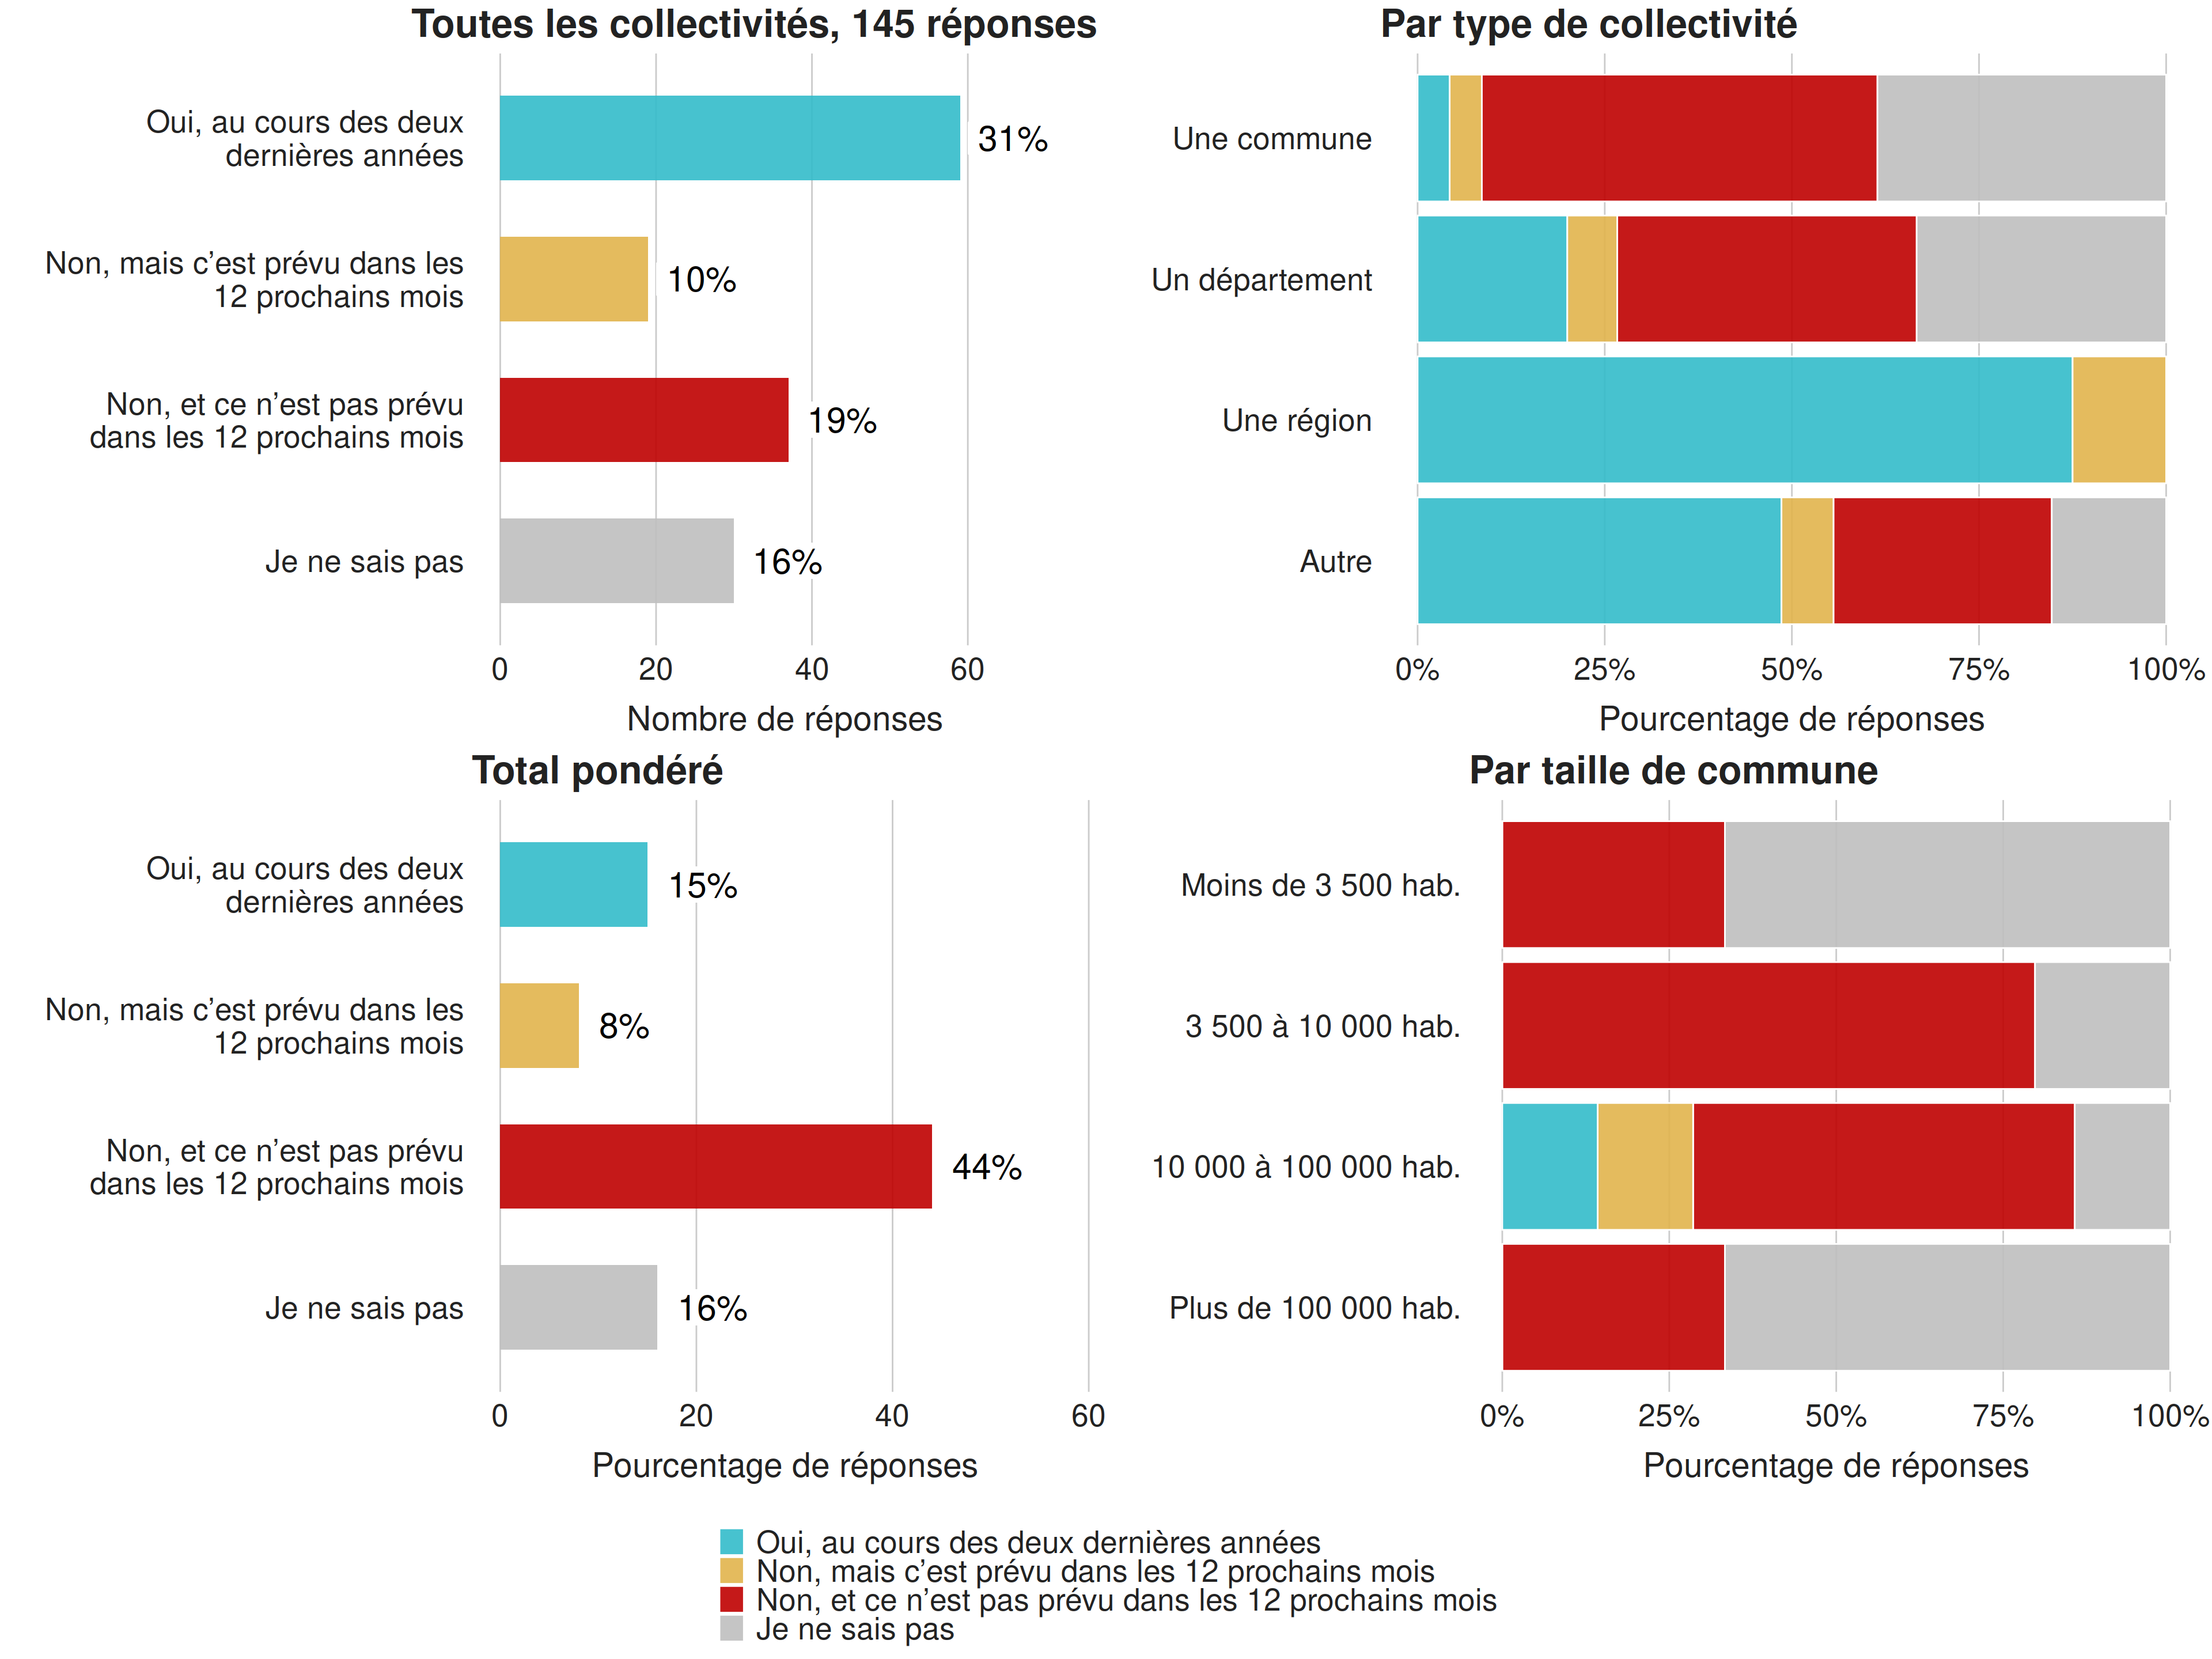 Toutes les collectivités, 145 réponses
Oui, au cours des deux
dernières années
31%
Non, mais c’est prévu dans les
12 prochains mois
10%
Non, et ce n’est pas prévu
dans les 12 prochains mois
19%
Je ne sais pas
16%
0 20 40 60
Nombre de réponses
Par type de collectivité
Une commune
Un département
Une région
Autre
0% 25% 50% 75% 100%
Pourcentage de réponses
Total pondéré
Oui, au cours des deux
dernières années
15%
Non, mais c’est prévu dans les
12 prochains mois
8%
Non, et ce n’est pas prévu
dans les 12 prochains mois
44%
Je ne sais pas
16%
0 20 40 60
Pourcentage de réponses
Par taille de commune
Moins de 3 500 hab.
3 500 à 10 000 hab.
10 000 à 100 000 hab.
Plus de 100 000 hab.
0% 25% 50% 75% 100%
Pourcentage de réponses
Oui, au cours des deux dernières années
Non, mais c’est prévu dans les 12 prochains mois
Non, et ce n’est pas prévu dans les 12 prochains mois
Je ne sais pas